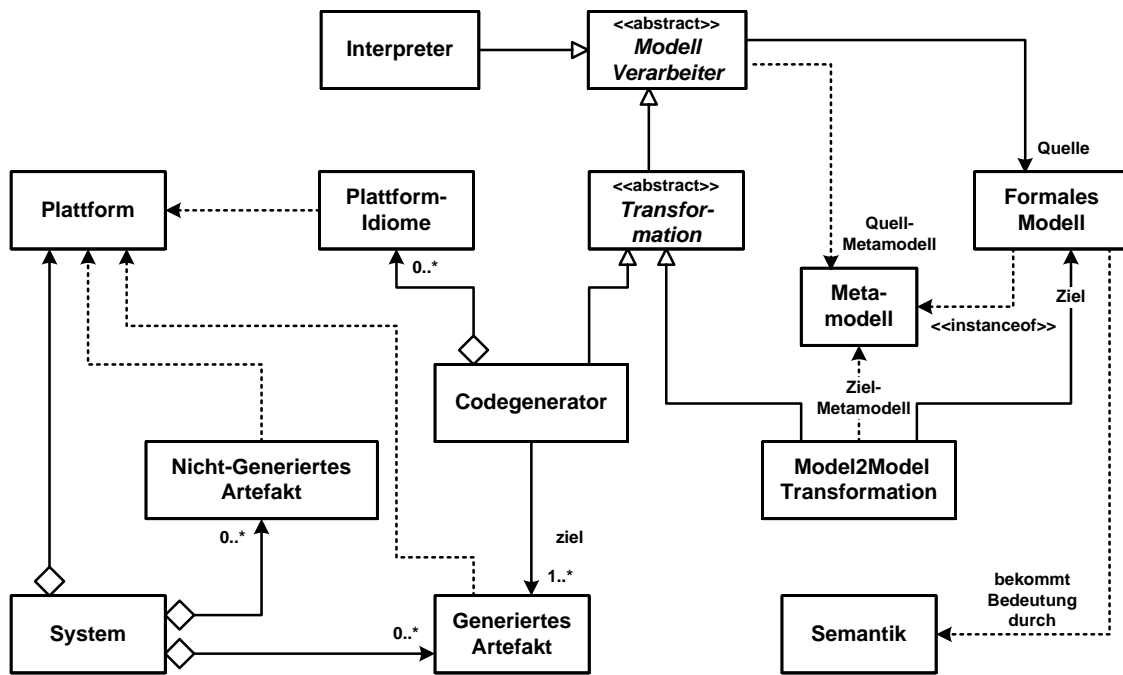 Interpreter
<<abstract>>
Modell
Verarbeiter
Quelle
Plattform
Plattform-
Idiome
<<abstract>>
Transfor-
mation
Formales
Modell
Quell-
Metamodell
0..*
Meta-
modell
Ziel
<<instanceof>>
Codegenerator
Ziel-
Metamodell
Nicht-Generiertes
Artefakt
Model2Model
Transformation
0..*
ziel
1..*
bekommt
Bedeutung
durch
System
0..*
Generiertes
Artefakt
Semantik